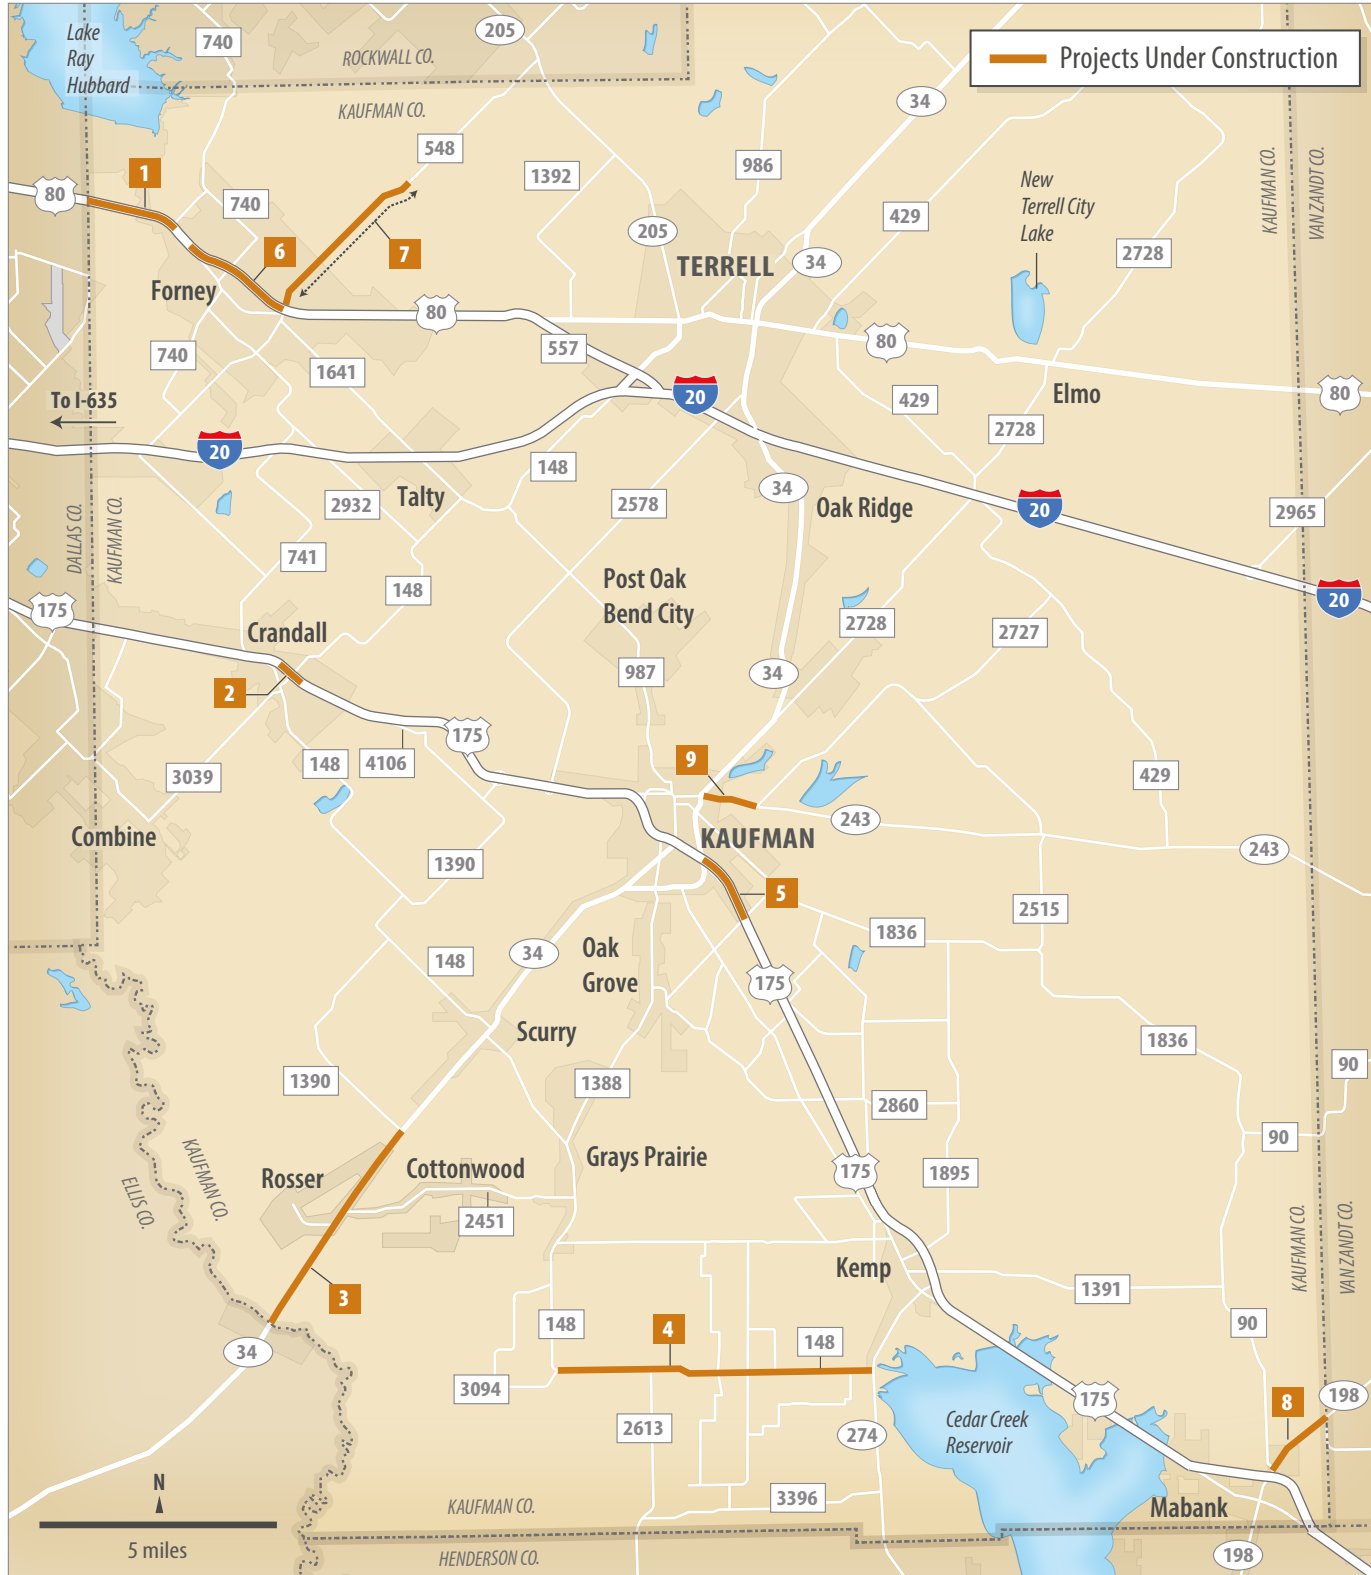 Lake
Ray
Hubbard
740
205
ROCKWALL CO.
KAUFMAN CO.
Projects Under Construction
34
548
1392
986
1
80
740
6
7
205
TERRELL
34
429
New
Terrell City
Lake
2728
KAUFMAN CO.
VAN ZANDT CO.
Forney
80
557
80
740
1641
20
429
2728
Elmo
80
To I-635
20
148
2932
Talty
2578
34
Oak Ridge
20
2965
DALLAS CO.
KAUFMAN CO.
741
148
Post Oak
Bend City
2728
2727
20
175
Crandall
2
987
34
175
3039
148
4106
9
429
Combine
243
KAUFMAN
243
1390
5
2515
1836
148
34
Oak
Grove
175
Scurry
1836
90
1390
1388
2860
90
KAUFMAN CO.
ELLIS CO.
Rosser
Cottonwood
Grays Prairie
175
1895
2451
KAUFMAN CO.
VAN ZANDT CO.
Kemp
3
1391
34
148
4
148
90
3094
2613
274
Cedar Creek
Reservoir
175
8
198
N
5 miles
KAUFMAN CO.
3396
Mabank
HENDERSON CO.
198